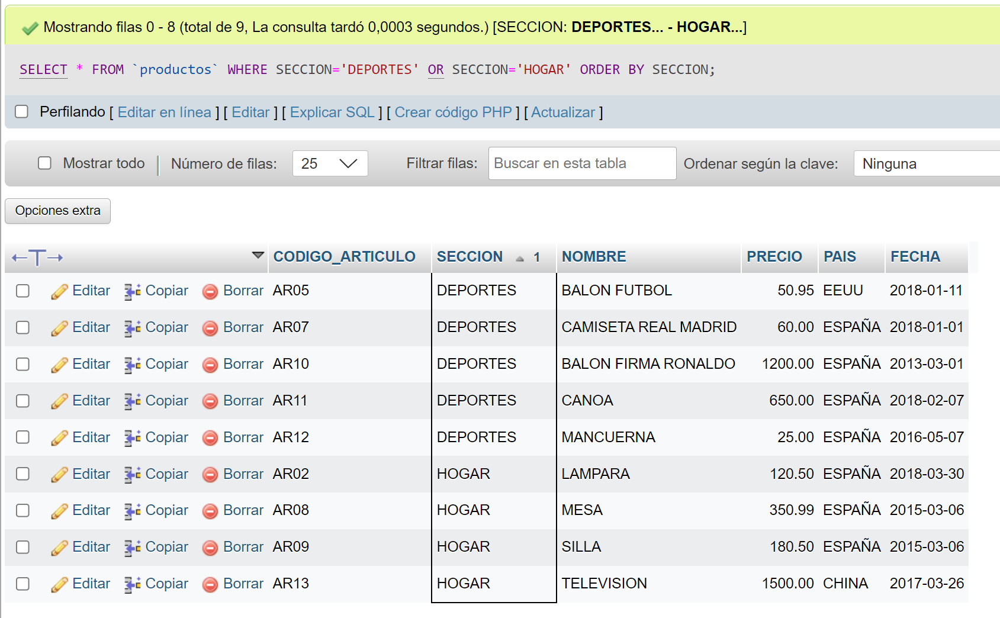 Mostrando filas 0 - 8 (total de 9, La consulta tardó 0,0003 segundos.) [SECCION: DEPORTES... - HOGAR...]
SELECT * FROM `productos` WHERE SECCION='DEPORTES' OR SECCION='HOGAR' ORDER BY SECCION;
Perfilando [ Editar en línea ] [ Editar ] [ Explicar SQL ] [ Crear código PHP ] [ Actualizar ]
Mostrar todo Número de filas: 25 Filtrar filas: Buscar en esta tabla Ordenar según la clave: Ninguna
Opciones extra
CODIGO_ARTICULO SECCION 1 NOMBRE PRECIO PAIS FECHA
Editar Copiar Borrar AR05 DEPORTES BALON FUTBOL 50.95 EEUU 2018-01-11
Editar Copiar Borrar AR07 DEPORTES CAMISETA REAL MADRID 60.00 ESPAÑA 2018-01-01
Editar Copiar Borrar AR10 DEPORTES BALON FIRMA RONALDO 1200.00 ESPAÑA 2013-03-01
Editar Copiar Borrar AR11 DEPORTES CANOA 650.00 ESPAÑA 2018-02-07
Editar Copiar Borrar AR12 DEPORTES MANCUERNA 25.00 ESPAÑA 2016-05-07
Editar Copiar Borrar AR02 HOGAR LAMPARA 120.50 ESPAÑA 2018-03-30
Editar Copiar Borrar AR08 HOGAR MESA 350.99 ESPAÑA 2015-03-06
Editar Copiar Borrar AR09 HOGAR SILLA 180.50 ESPAÑA 2015-03-06
Editar Copiar Borrar AR13 HOGAR TELEVISION 1500.00 CHINA 2017-03-26